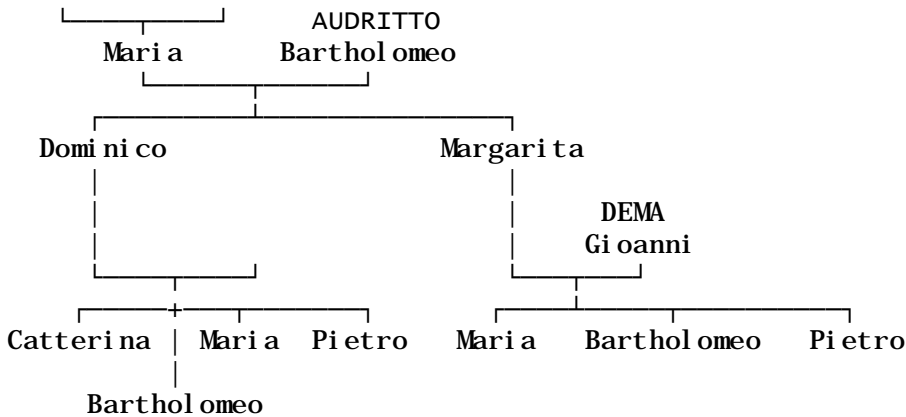 AUDRITTO
Maria Bartholomeo
Dominico Margarita
DEMA
Gioanni
Catterina Maria Pietro Maria Bartholomeo Pietro
Bartholomeo